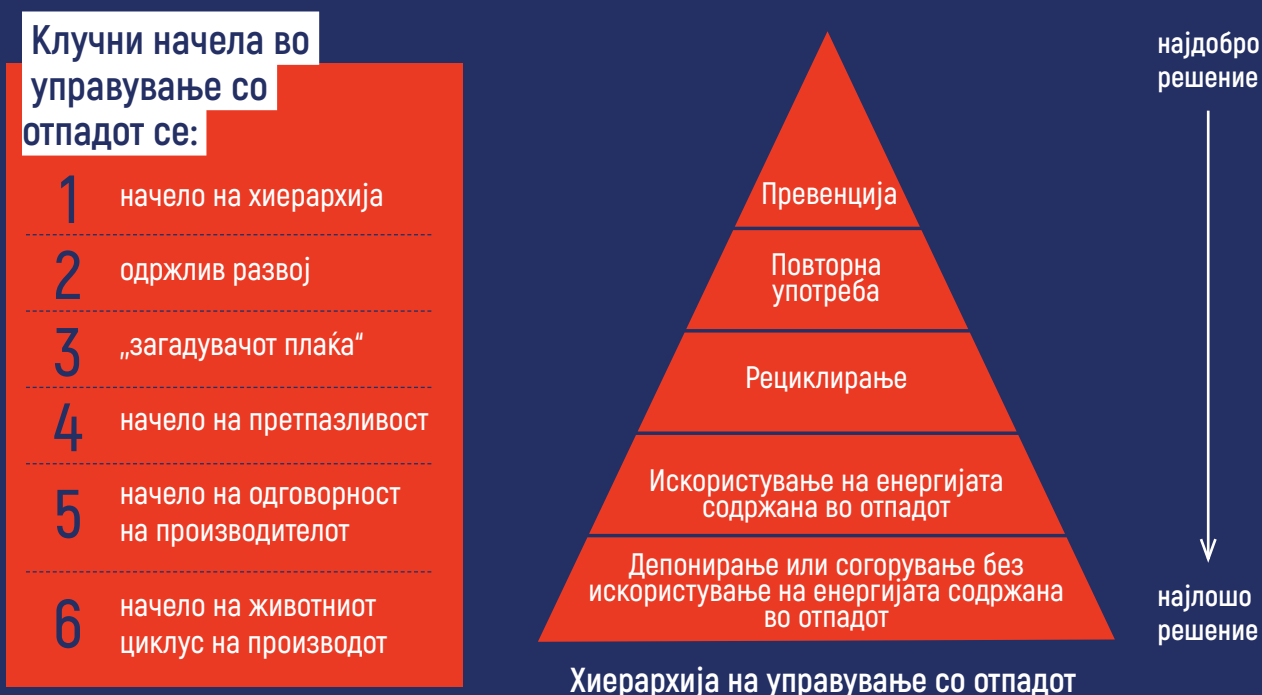 Клучни начела во
управување со
отпадот се:
1 начело на хиерархија
2 одржлив развој
3 „загадувачот плаќа“
4 начело на претпазливост
5 начело на одговорност
на производителот
6 начело на животниот
циклус на производот
Превенција
Повторна
употреба
Рециклирање
Искористување на енергијата
содржана во отпадот
Депонирање или согорување без
искористување на енергијата содржана
во отпадот
Хиерархија на управување со отпадот
најдобро
решение
најлошо
решение